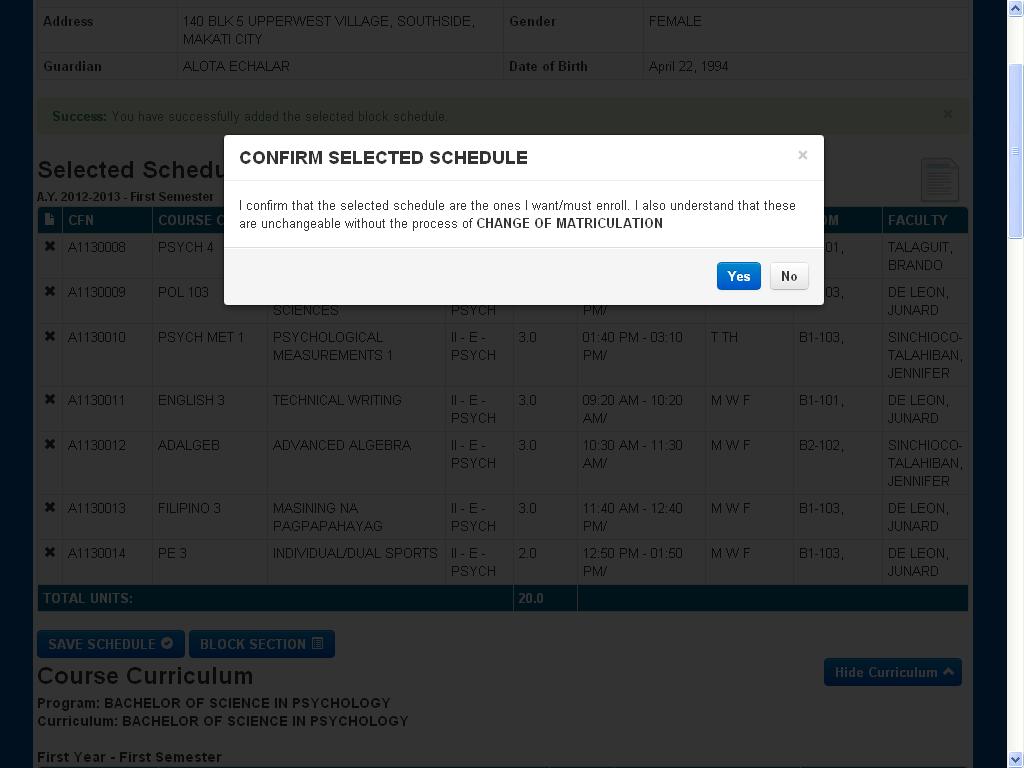 Address 140 BLK 5 UPPERWEST VILLAGE, SOUTHSIDE, Gender FEMALE
MAKATI CITY
Guardian ALOTA ECHALAR Date of Birth April 22, 1994
Success: You have successfully added the selected block schedule. ×
CONFIRM SELECTED SCHEDULE ×
I confirm that the selected schedule are the ones I want/must enroll. I also understand that these
are unchangeable without the process of CHANGE OF MATRICULATION
Yes No
Selected Schedu
A.Y. 2012-2013 - First Semester
CFN COURSE C OM FACULTY
A1130008 PSYCH 4 01, TALAGUIT,
BRANDO
A1130009 POL 103 03, DE LEON,
SCIENCES PSYCH PM/ JUNARD
A1130010 PSYCH MET 1 PSYCHOLOGICAL II - E - 3.0 01:40 PM - 03:10 T TH B1-103, SINCHIOCO-
MEASUREMENTS 1 PSYCH PM/ TALAHIBAN,
JENNIFER
A1130011 ENGLISH 3 TECHNICAL WRITING II - E - 3.0 09:20 AM - 10:20 M W F B1-101, DE LEON,
PSYCH AM/ JUNARD
A1130012 ADALGEB ADVANCED ALGEBRA II - E - 3.0 10:30 AM - 11:30 M W F B2-102, SINCHIOCO-
PSYCH AM/ TALAHIBAN,
JENNIFER
A1130013 FILIPINO 3 MASINING NA II - E - 3.0 11:40 AM - 12:40 M W F B1-103, DE LEON,
PAGPAPAHAYAG PSYCH PM/ JUNARD
A1130014 PE 3 INDIVIDUAL/DUAL SPORTS II - E - 2.0 12:50 PM - 01:50 M W F B1-103, DE LEON,
PSYCH PM/ JUNARD
TOTAL UNITS: 20.0
SAVE SCHEDULE BLOCK SECTION
Course Curriculum Hide Curriculum
Program: BACHELOR OF SCIENCE IN PSYCHOLOGY
Curriculum: BACHELOR OF SCIENCE IN PSYCHOLOGY
First Year - First Semester